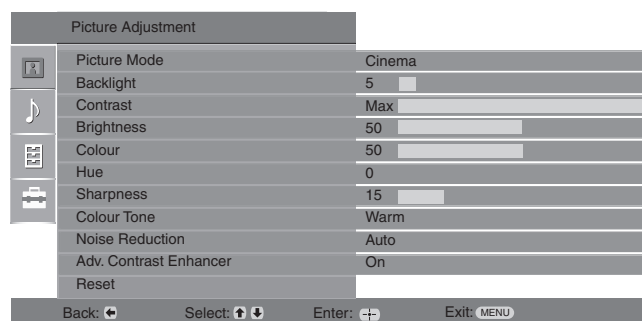 Picture Adjustment
Picture Mode Cinema
Backlight 5
Contrast Max
Brightness 50
Colour 50
Hue 0
Sharpness 15
Colour Tone Warm
Noise Reduction Auto
Adv. Contrast Enhancer On
Reset
Back: Select: Enter: Exit: MENU